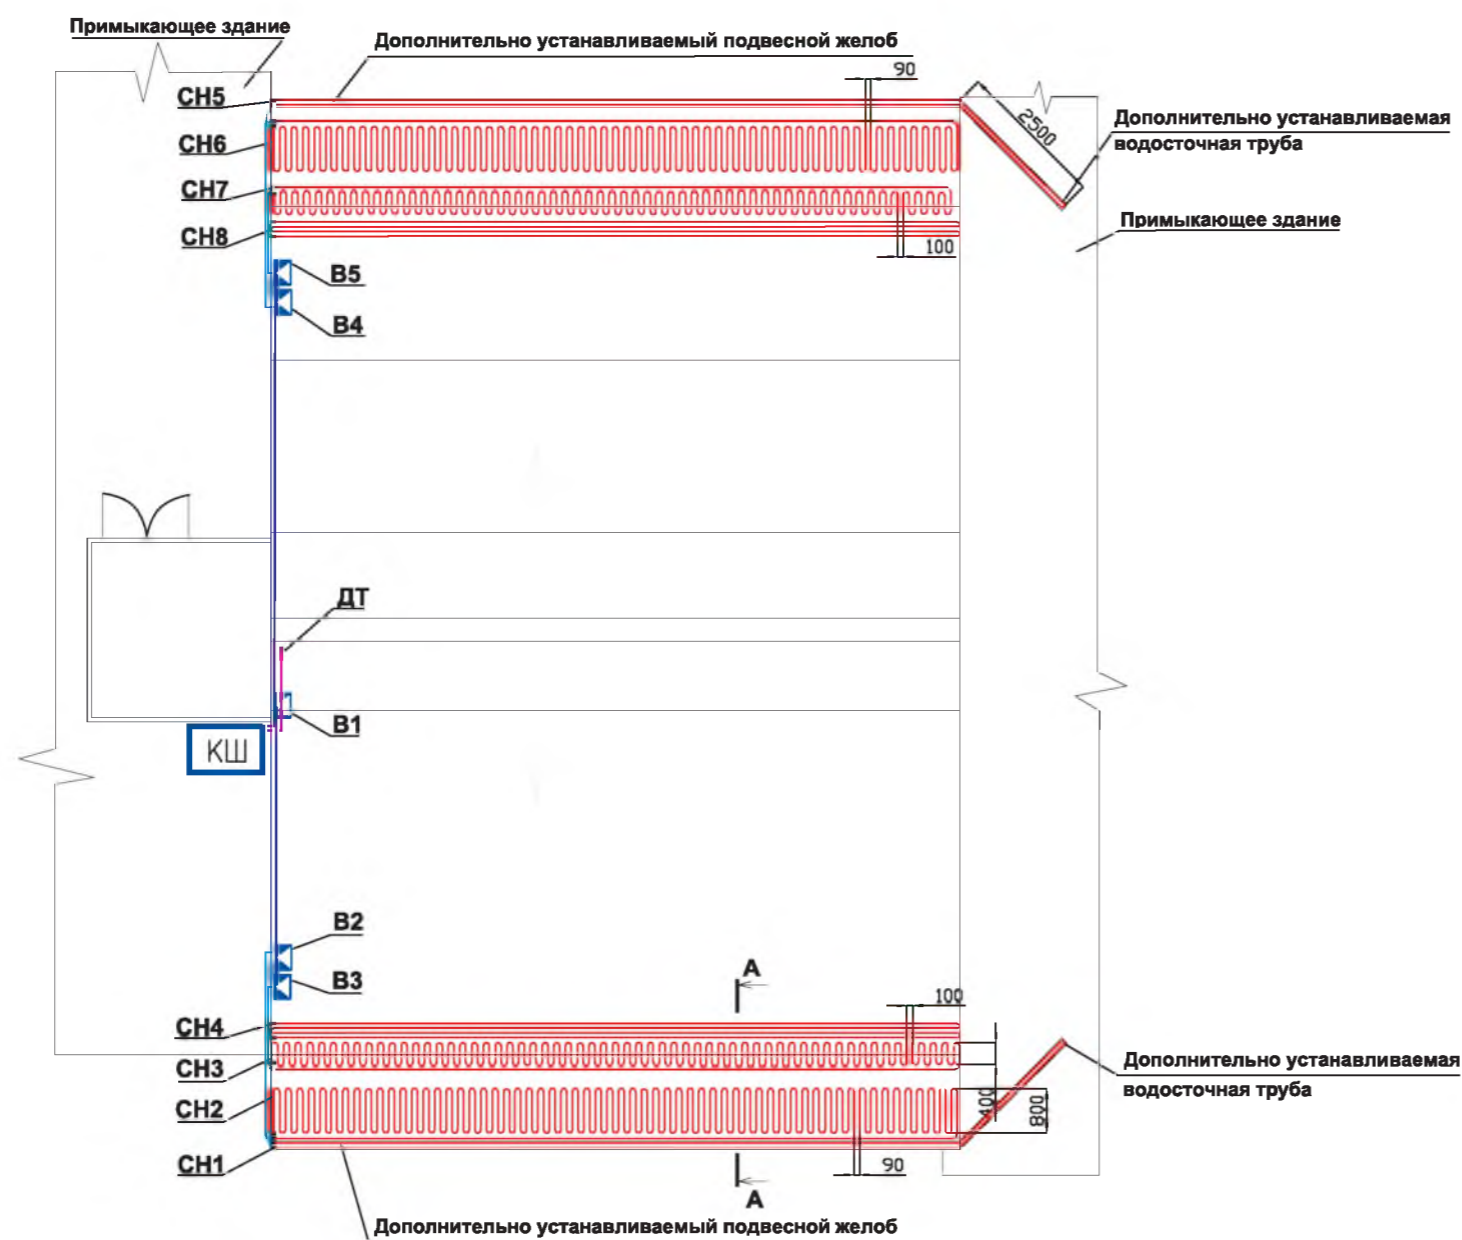 Примыкающее здание
Дополнительно устанавливаемый подвесной желоб
90
СН5
2500
Дополнительно устанавливаемая
водосточная труба
СН6
СН7
Примыкающее здание
СН8
100
В5
В4
ДТ
В1
КШ
В2
А
В3
100
СН4
Дополнительно устанавливаемая
водосточная труба
СН3
400
800
СН2
СН1
90
А
Дополнительно устанавливаемый подвесной желоб